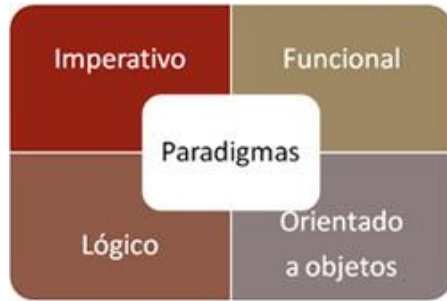 Imperativo
Funcional
Paradigmas
Lógico
Orientado
a objetos